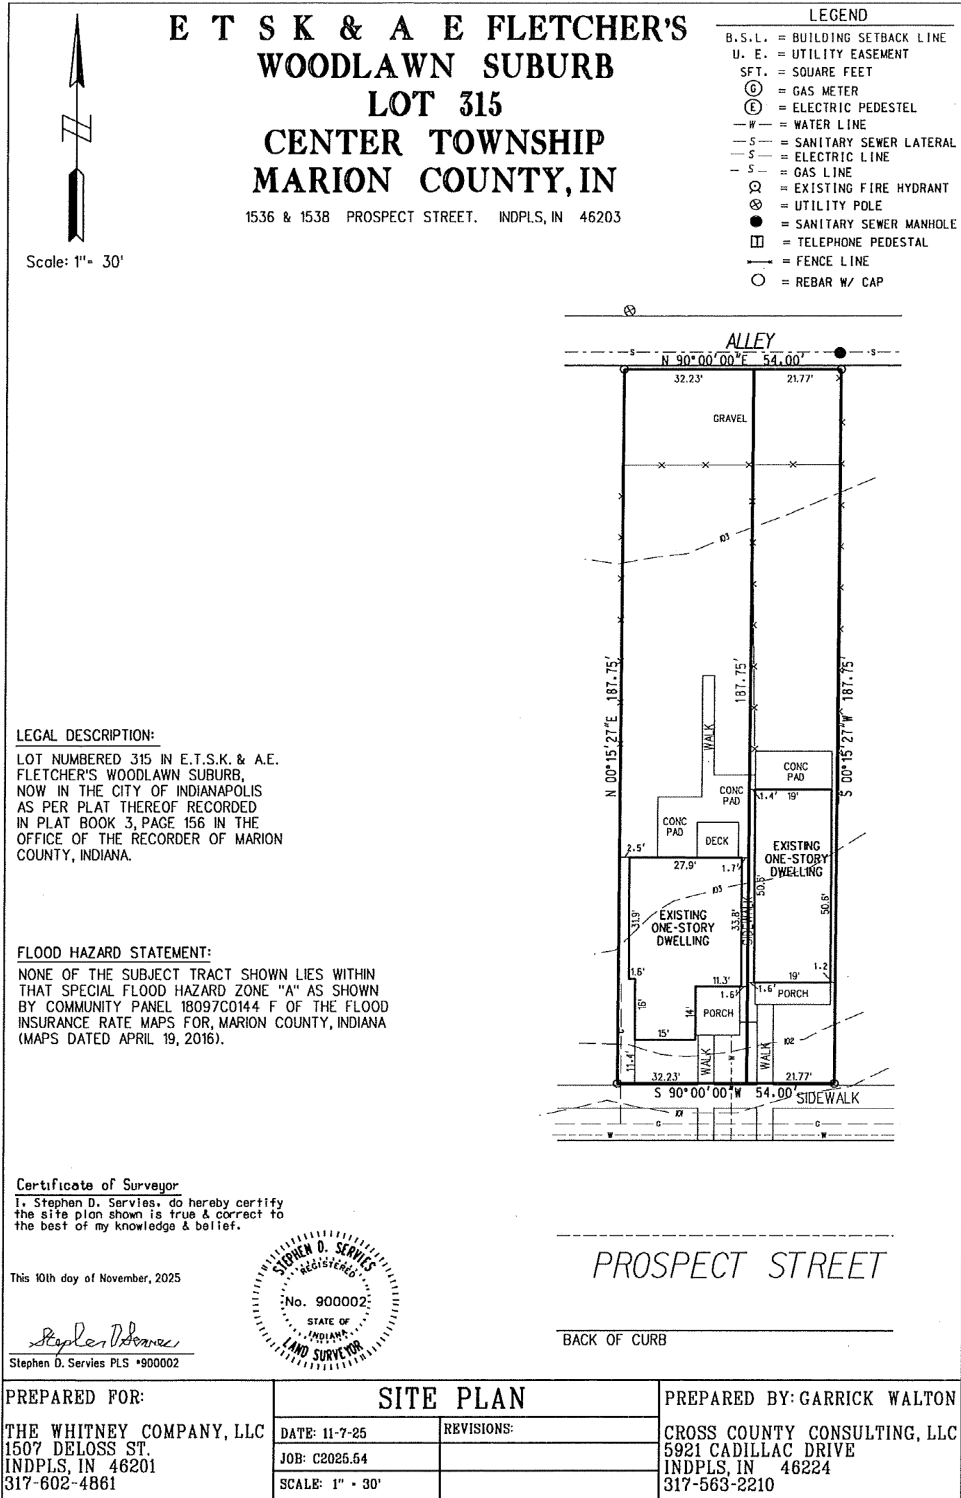 E T S K & A E FLETCHER'S
WOODLAWN SUBURB
LOT 315
CENTER TOWNSHIP
MARION COUNTY, IN
1536 & 1538 PROSPECT STREET. INDPLS, IN 46203
Scale: 1"= 30'
LEGEND
B.S.L. = BUILDING SETBACK LINE
U. E. = UTILITY EASEMENT
SFT. = SQUARE FEET
G = GAS METER
E = ELECTRIC PEDESTEL
W = WATER LINE
S = SANITARY SEWER LATERAL
S = ELECTRIC LINE
S = GAS LINE
= EXISTING FIRE HYDRANT
= UTILITY POLE
= SANITARY SEWER MANHOLE
T = TELEPHONE PEDESTAL
= FENCE LINE
= REBAR W/ CAP
ALLEY
S S
N 90°00'00"E 54.00'
32.23' 21.77'
GRAVEL
103
N 00°15'27"E 187.75'
187.75'
S 00°15'27"W 187.75'
WALK
CONC PAD
CONC PAD
1.4' 19'
CONC PAD
DECK
2.5'
27.9'
1.7'
EXISTING
ONE-STORY
DWELLING
103
50.6'
50.6'
31.9'
EXISTING
ONE-STORY
DWELLING
33.8'
SIDEWALK
1.6'
11.3'
19'
1.2
1.6'
1.6'
PORCH
16'
14'
PORCH
15'
102
11.4'
WALK
WALK
G
W
32.23' 21.77'
S 90°00'00"W 54.00'
SIDEWALK
101
G G
W W
PROSPECT STREET
BACK OF CURB
LEGAL DESCRIPTION:
LOT NUMBERED 315 IN E.T.S.K. & A.E.
FLETCHER'S WOODLAWN SUBURB,
NOW IN THE CITY OF INDIANAPOLIS
AS PER PLAT THEREOF RECORDED
IN PLAT BOOK 3, PAGE 156 IN THE
OFFICE OF THE RECORDER OF MARION
COUNTY, INDIANA.
FLOOD HAZARD STATEMENT:
NONE OF THE SUBJECT TRACT SHOWN LIES WITHIN
THAT SPECIAL FLOOD HAZARD ZONE "A" AS SHOWN
BY COMMUNITY PANEL 18097C0144 F OF THE FLOOD
INSURANCE RATE MAPS FOR, MARION COUNTY, INDIANA
(MAPS DATED APRIL 19, 2016).
Certificate of Surveyor
I, Stephen D. Servies, do hereby certify
the site plan shown is true & correct to
the best of my knowledge & belief.
This 10th day of November, 2025
Stephen D. Servies PLS #900002
STEPHEN D. SERVIES
REGISTERED
No. 900002
STATE OF
INDIANA
LAND SURVEYOR
PREPARED FOR:
THE WHITNEY COMPANY, LLC
1507 DELOSS ST.
INDPLS, IN 46201
317-602-4861
SITE PLAN
DATE: 11-7-25
REVISIONS:
JOB: C2025.54
SCALE: 1" = 30'
PREPARED BY: GARRICK WALTON
CROSS COUNTY CONSULTING, LLC
5921 CADILLAC DRIVE
INDPLS, IN 46224
317-563-2210